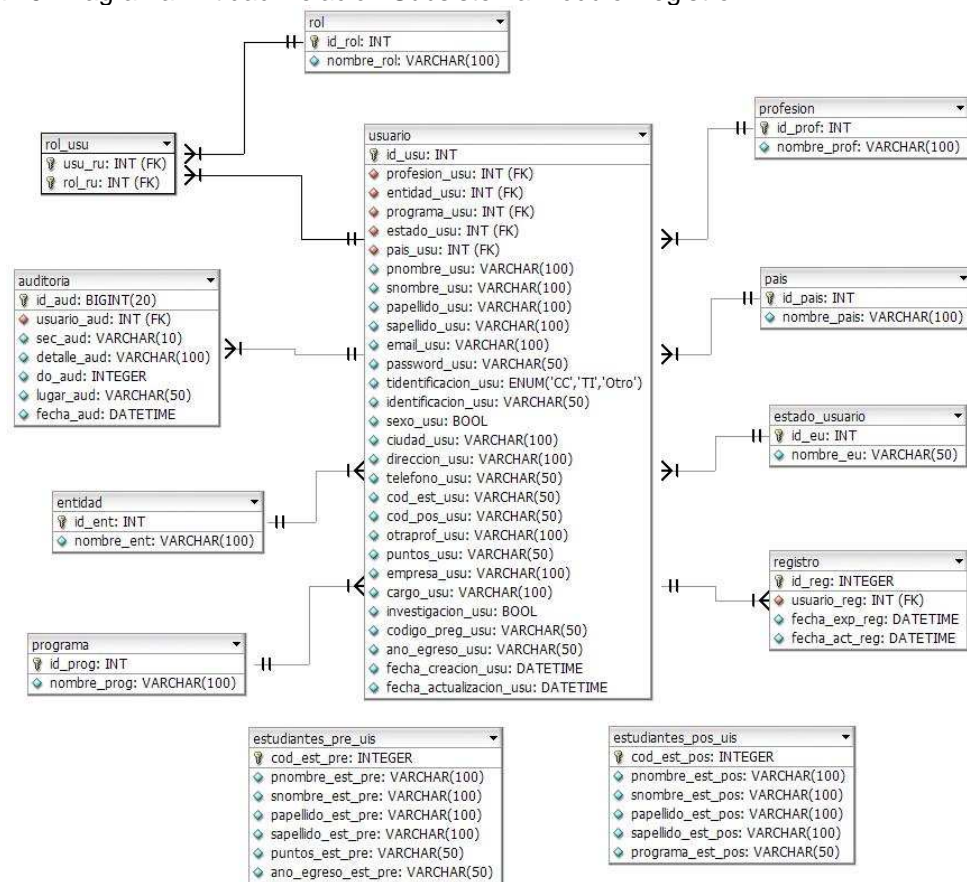 rol
id_rol: INT
nombre_rol: VARCHAR(100)
rol_usu
usu_ru: INT (FK)
rol_ru: INT (FK)
usuario
id_usu: INT
profesion_usu: INT (FK)
entidad_usu: INT (FK)
programa_usu: INT (FK)
estado_usu: INT (FK)
pais_usu: INT (FK)
pnombre_usu: VARCHAR(100)
snombre_usu: VARCHAR(100)
papellido_usu: VARCHAR(100)
sapellido_usu: VARCHAR(100)
email_usu: VARCHAR(100)
password_usu: VARCHAR(50)
tidentificacion_usu: ENUM('CC','TI','Otro')
identificacion_usu: VARCHAR(50)
sexo_usu: BOOL
ciudad_usu: VARCHAR(100)
direccion_usu: VARCHAR(100)
telefono_usu: VARCHAR(50)
cod_est_usu: VARCHAR(50)
cod_pos_usu: VARCHAR(50)
otraprof_usu: VARCHAR(100)
puntos_usu: VARCHAR(50)
empresa_usu: VARCHAR(100)
cargo_usu: VARCHAR(100)
investigacion_usu: BOOL
codigo_preg_usu: VARCHAR(50)
ano_egreso_usu: VARCHAR(50)
fecha_creacion_usu: DATETIME
fecha_actualizacion_usu: DATETIME
profesion
id_prof: INT
nombre_prof: VARCHAR(100)
auditoria
id_aud: BIGINT(20)
usuario_aud: INT (FK)
sec_aud: VARCHAR(10)
detalle_aud: VARCHAR(100)
do_aud: INTEGER
lugar_aud: VARCHAR(50)
fecha_aud: DATETIME
pais
id_pais: INT
nombre_pais: VARCHAR(100)
estado_usuario
id_eu: INT
nombre_eu: VARCHAR(50)
entidad
id_ent: INT
nombre_ent: VARCHAR(100)
registro
id_reg: INTEGER
usuario_reg: INT (FK)
fecha_exp_reg: DATETIME
fecha_act_reg: DATETIME
programa
id_prog: INT
nombre_prog: VARCHAR(100)
estudiantes_pre_uis
cod_est_pre: INTEGER
pnombre_est_pre: VARCHAR(100)
snombre_est_pre: VARCHAR(100)
papellido_est_pre: VARCHAR(100)
sapellido_est_pre: VARCHAR(100)
puntos_est_pre: VARCHAR(50)
ano_egreso_est_pre: VARCHAR(50)
estudiantes_pos_uis
cod_est_pos: INTEGER
pnombre_est_pos: VARCHAR(100)
snombre_est_pos: VARCHAR(100)
papellido_est_pos: VARCHAR(100)
sapellido_est_pos: VARCHAR(100)
programa_est_pos: VARCHAR(50)